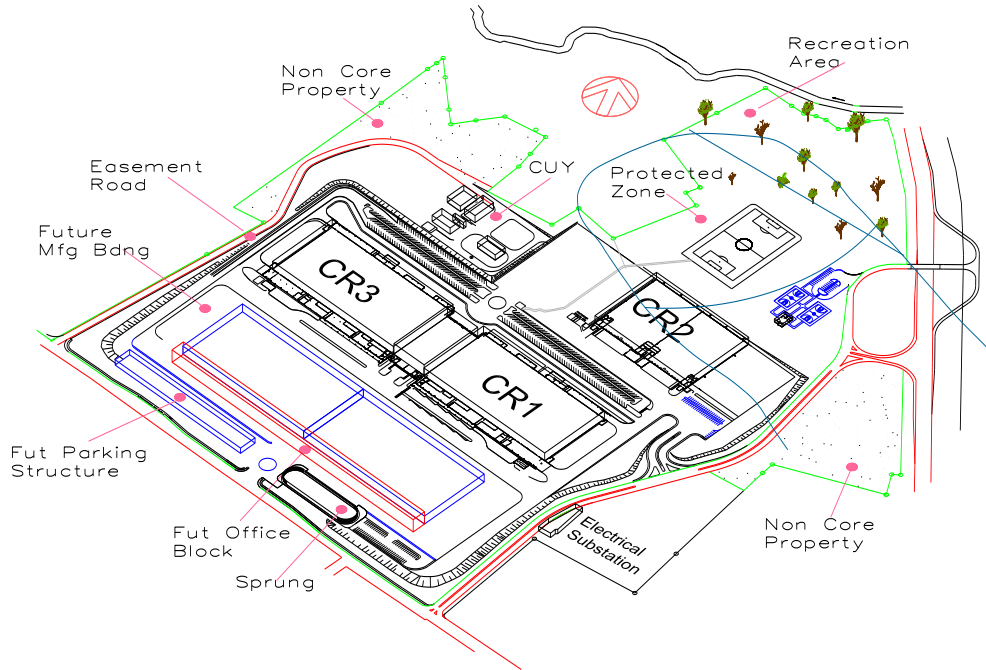 Recreation
Area
Non Core
Property
Easement
Road
CUY
Protected
Zone
Future
Mfg Bdng
CR3
CR2
CR1
Fut Parking
Structure
Fut Office
Block
Sprung
Electrical
Substation
Non Core
Property